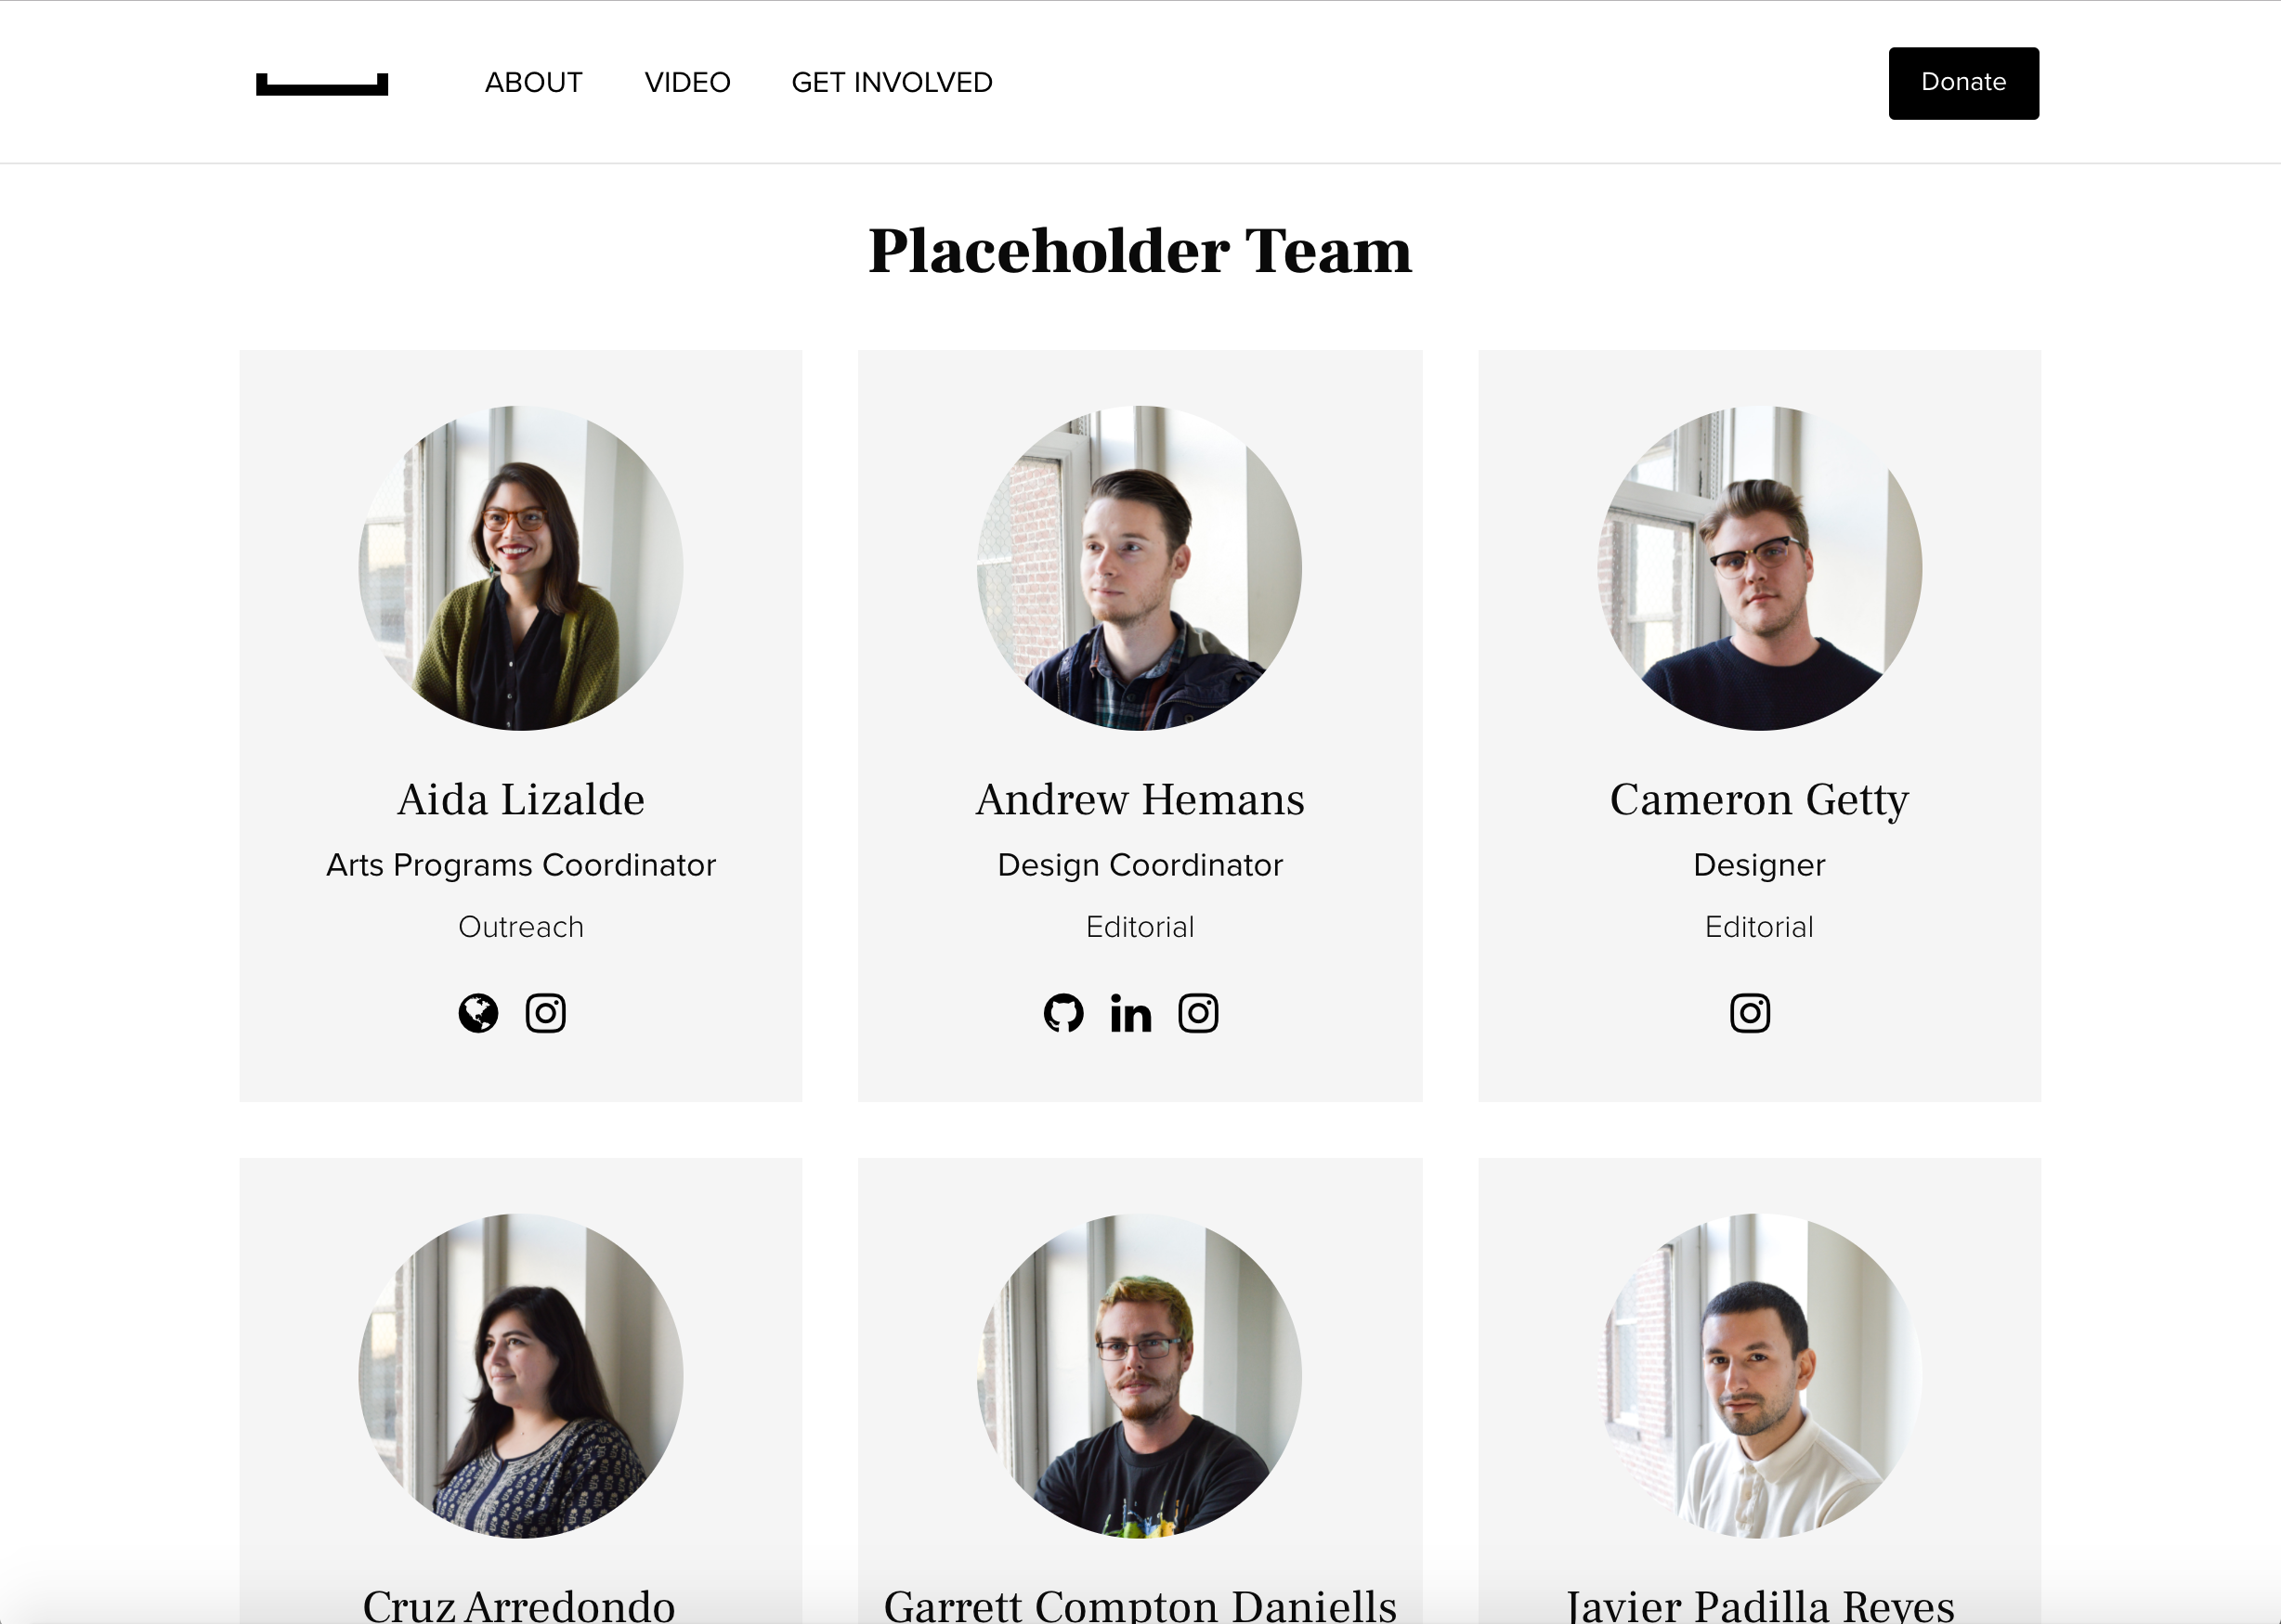 ABOUT VIDEO GET INVOLVED Donate
Placeholder Team
Aida Lizalde
Arts Programs Coordinator
Outreach
Andrew Hemans
Design Coordinator
Editorial
Cameron Getty
Designer
Editorial
Cruz Arredondo
Garrett Compton Daniells
Javier Padilla Reyes